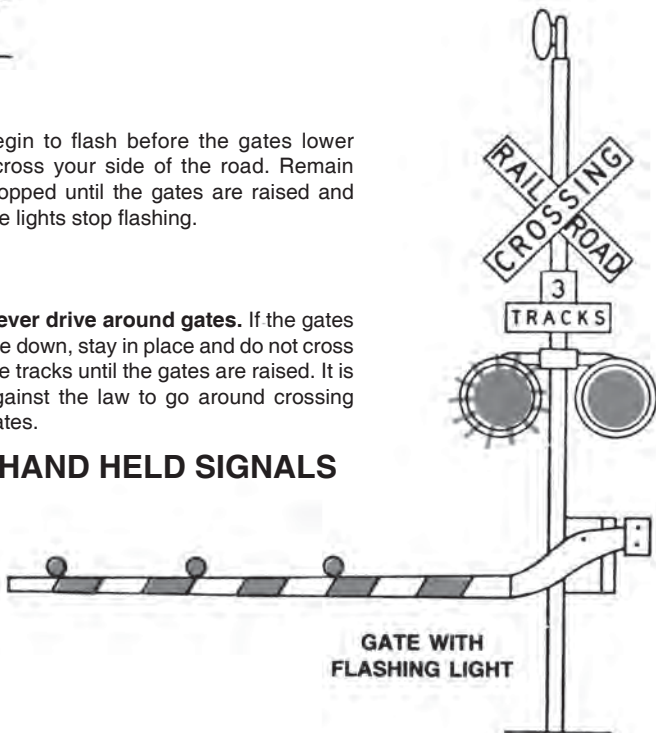 egin to flash before the gates lower
cross your side of the road. Remain
opped until the gates are raised and
e lights stop flashing.
ever drive around gates. If the gates
e down, stay in place and do not cross
e tracks until the gates are raised. It is
gainst the law to go around crossing
ates.
HAND HELD SIGNALS
RAIL ROAD
CROSSING
3
TRACKS
GATE WITH
FLASHING LIGHT